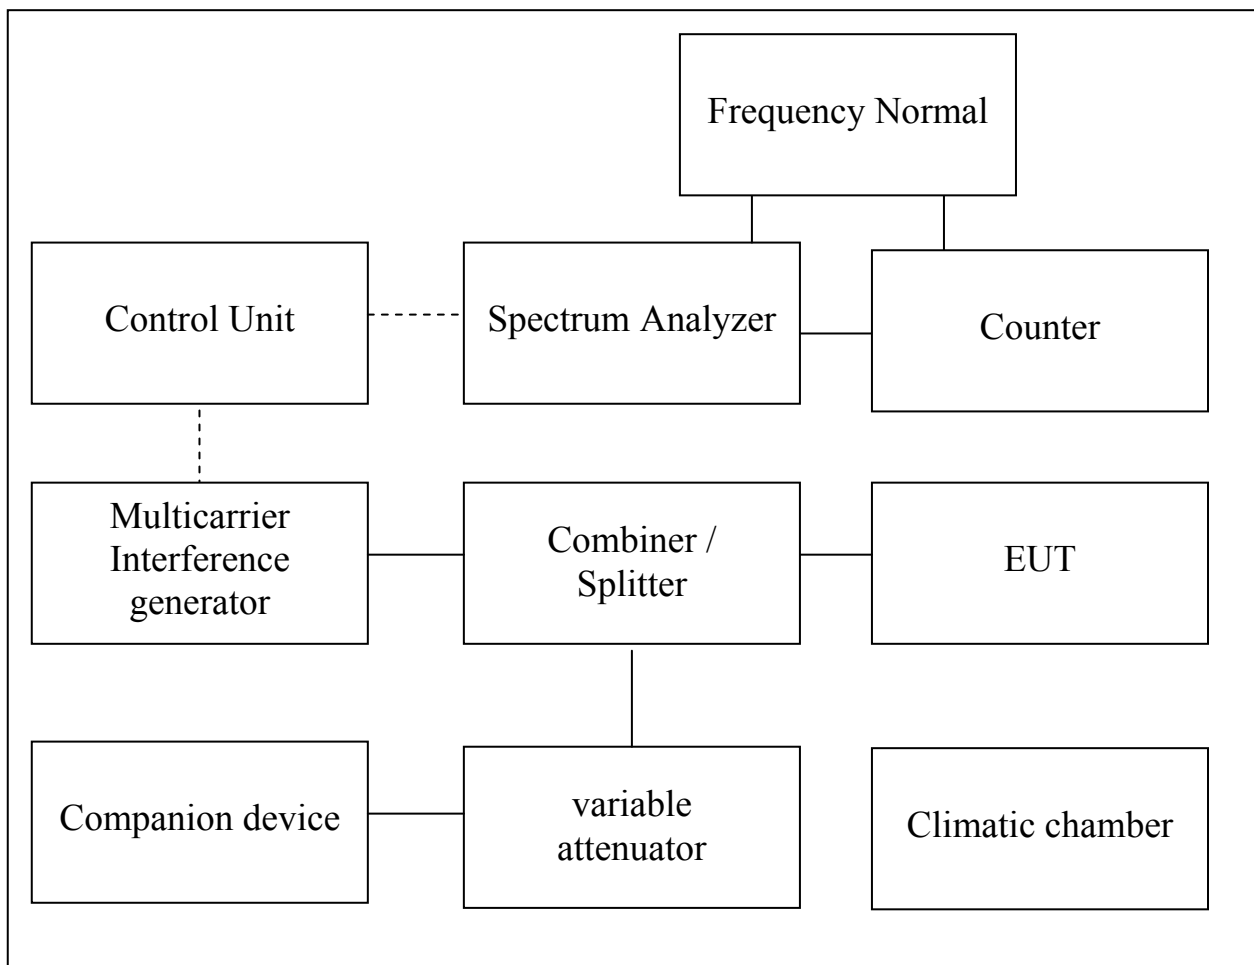 Frequency Normal
Control Unit
Spectrum Analyzer
Counter
Multicarrier
Interference
generator
Combiner /
Splitter
EUT
Companion device
variable
attenuator
Climatic chamber